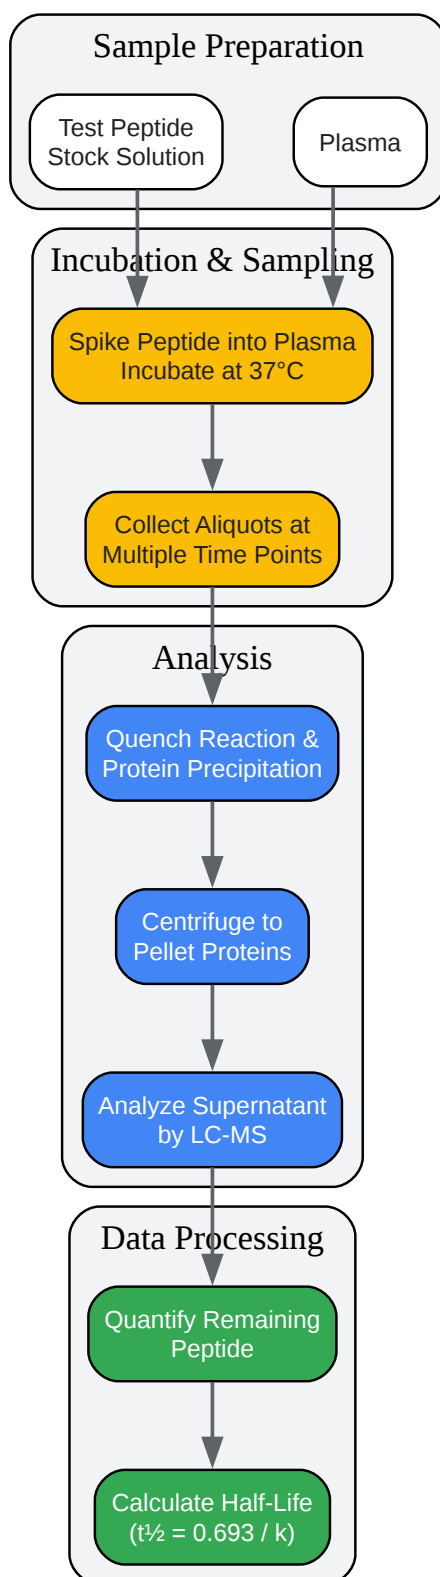 Sample Preparation
Test Peptide
Stock Solution
Plasma
Incubation & Sampling
Spike Peptide into Plasma
Incubate at 37°C
Collect Aliquots at
Multiple Time Points
Analysis
Quench Reaction &
Protein Precipitation
Centrifuge to
Pellet Proteins
Analyze Supernatant
by LC-MS
Data Processing
Quantify Remaining
Peptide
Calculate Half-Life
(t½ = 0.693 / k)